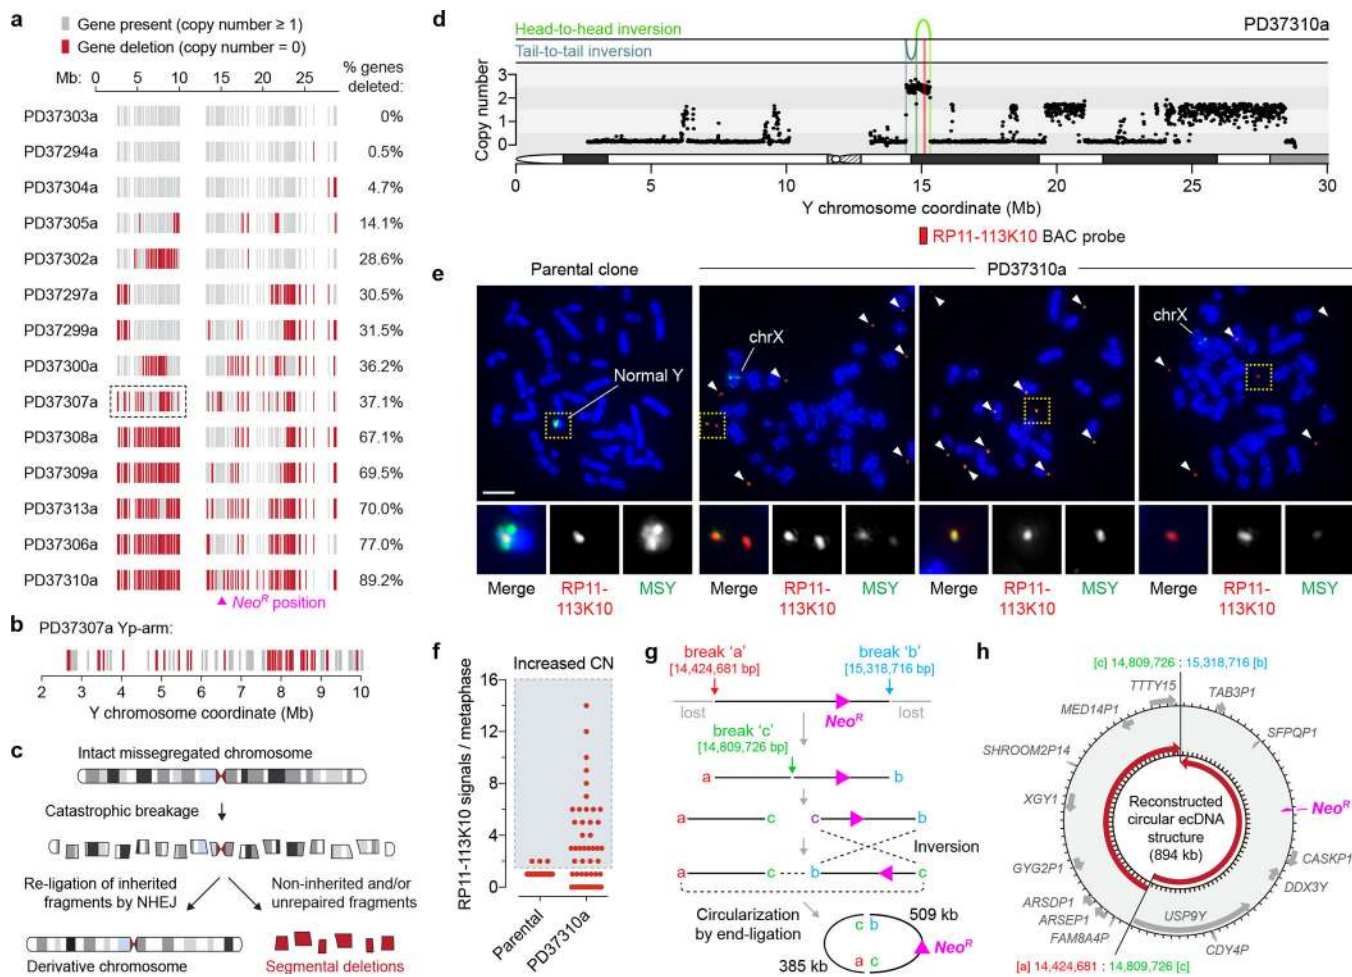 a
Gene present (copy number ≥ 1)
Gene deletion (copy number = 0)
Mb: 0 5 10 15 20 25
% genes
deleted:
PD37303a 0%
PD37294a 0.5%
PD37304a 4.7%
PD37305a 14.1%
PD37302a 28.6%
PD37297a 30.5%
PD37299a 31.5%
PD37300a 36.2%
PD37307a 37.1%
PD37308a 67.1%
PD37309a 69.5%
PD37313a 70.0%
PD37306a 77.0%
PD37310a 89.2%
▲ NeoR position
b
PD37307a Yp-arm:
2 3 4 5 6 7 8 9 10
Y chromosome coordinate (Mb)
c
Intact missegregated chromosome
Catastrophic breakage
Re-ligation of inherited
fragments by NHEJ
Non-inherited and/or
unrepaired fragments
Derivative chromosome
Segmental deletions
d
PD37310a
Head-to-head inversion
Tail-to-tail inversion
Copy number
3
2
1
0
0 5 10 15 20 25 30
Y chromosome coordinate (Mb)
RP11-113K10 BAC probe
e
Parental clone
PD37310a
Normal Y
chrX
chrX
Merge RP11-113K10 MSY
Merge RP11-113K10 MSY
Merge RP11-113K10 MSY
Merge RP11-113K10 MSY
f
Increased CN
RP11-113K10 signals / metaphase
16
12
8
4
0
Parental
PD37310a
g
break 'a'
[14,424,681 bp]
break 'b'
[15,318,716 bp]
lost
NeoR
lost
break 'c'
[14,809,726 bp]
a b
a c c b
Inversion
a c b c
Circularization
by end-ligation
509 kb
c b
NeoR
a c
385 kb
h
[c] 14,809,726 : 15,318,716 [b]
TTTY15
TAB3P1
MED14P1
SFPQP1
SHROOM2P14
XGY1
NeoR
Reconstructed
circular ecDNA
structure
(894 kb)
GYG2P1
CASKP1
DDX3Y
ARSDP1
ARSEP1
USP9Y
FAM8A4P
CDY4P
[a] 14,424,681 : 14,809,726 [c]